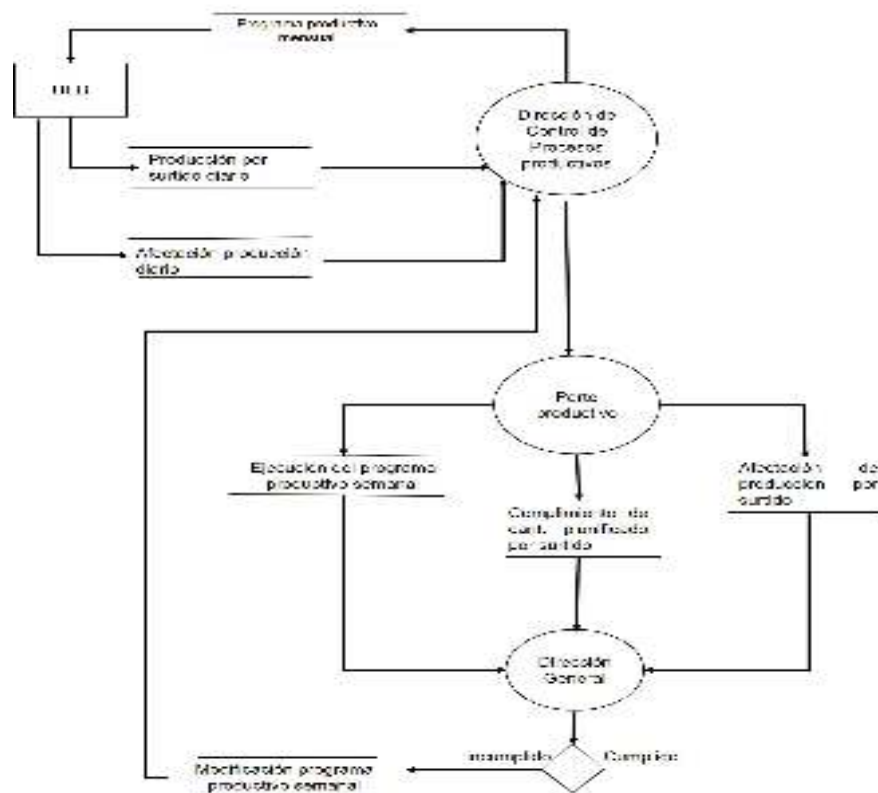 Programa productivo
mensual
UEB
Dirección de
Control de
Procesos
productivos
Producción por
surtido diario
Afectación producción
diario
Parte
productivo
Ejecución del programa
productivo semanal
Afectación de
producción por
surtido
Cumplimiento de
cant. planificada
por surtido
Dirección
General
Incumplido
Cumplido
Modificación programa
productivo semanal